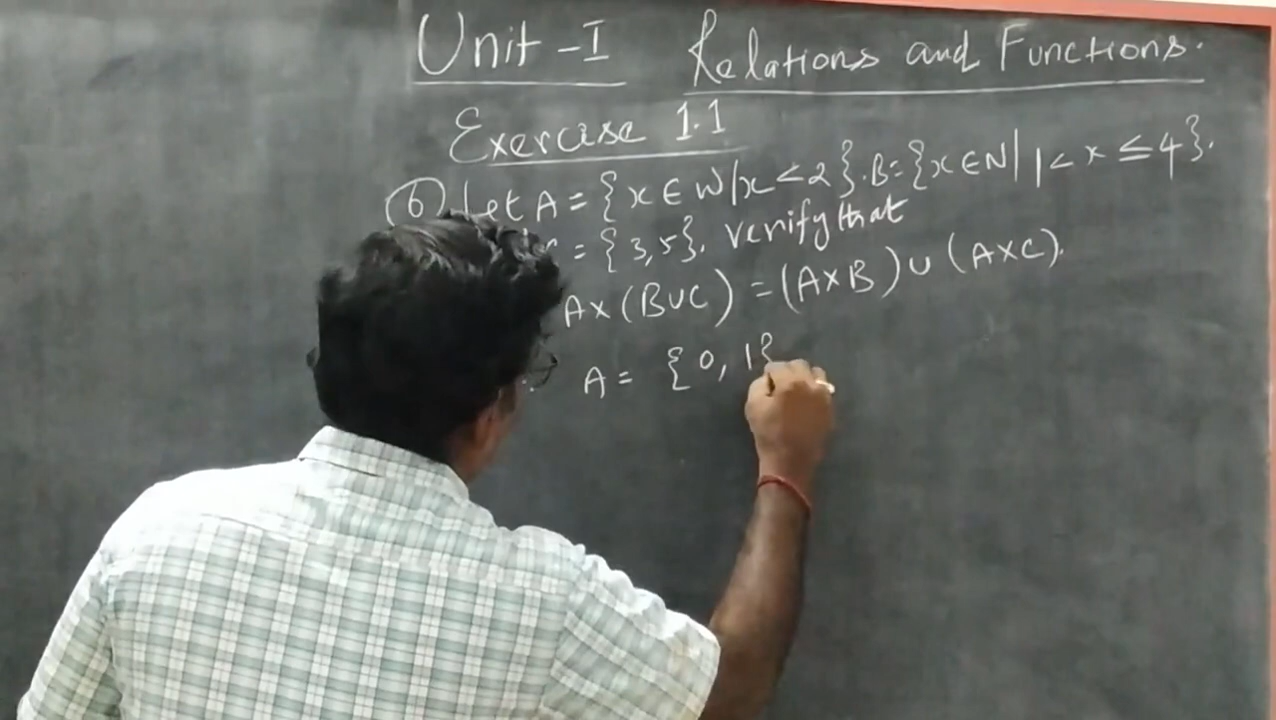 Unit - I Relations and Functions.
Exercise 1.1
(6) Let A = {x ∈ W | x < 2}. B = {x ∈ N | 1 < x ≤ 4}.
= {3, 5}. verify that
A x (B ∪ C) = (A x B) ∪ (A x C).
A = {0, 1}